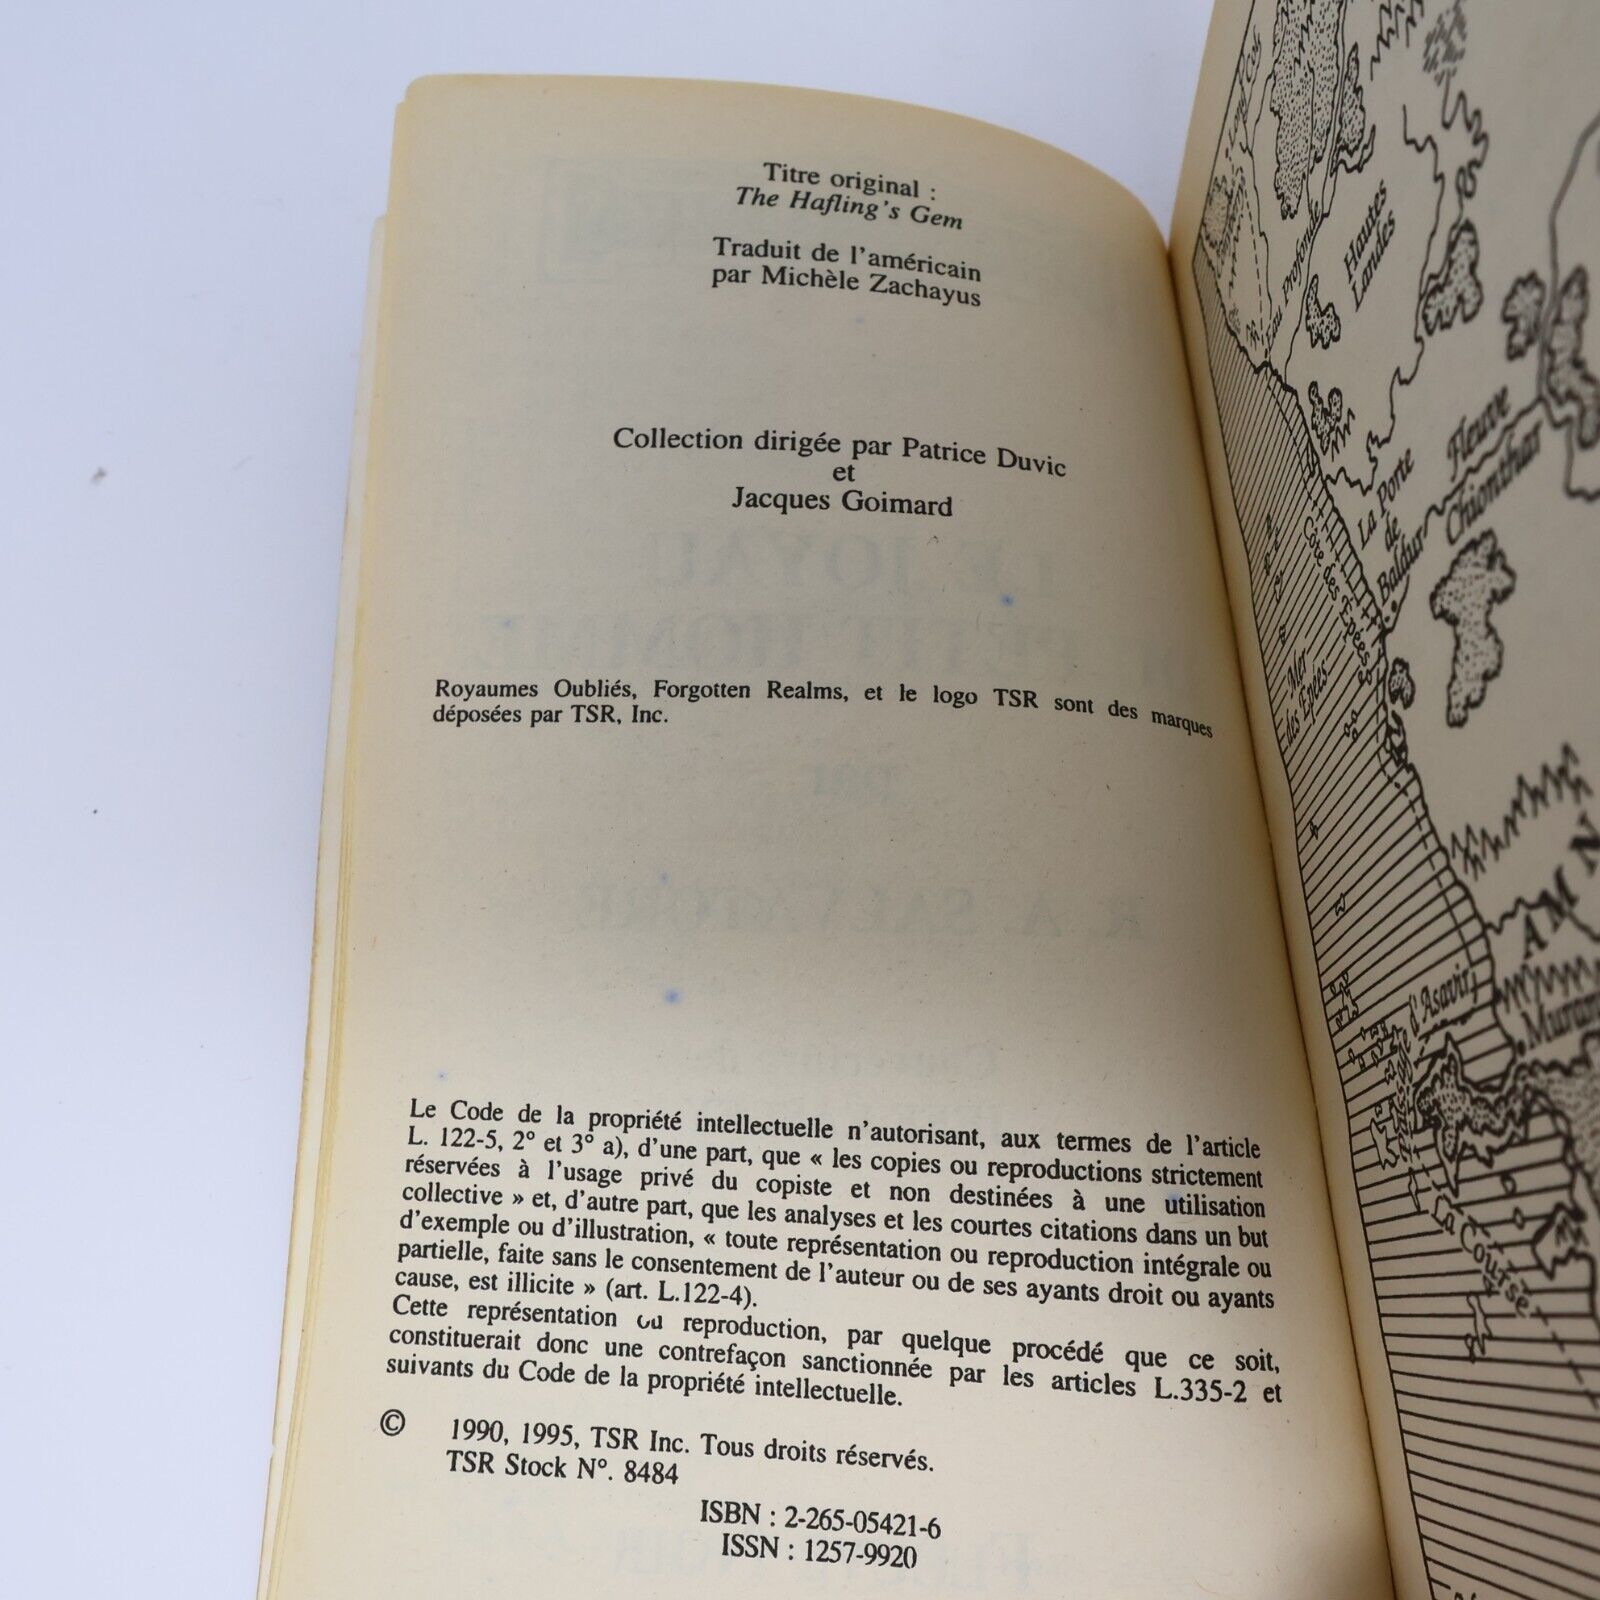 Titre original :
The Hafling's Gem
Traduit de l'américain
par Michèle Zachayus
Collection dirigée par Patrice Duvic
et
Jacques Goimard
Royaumes Oubliés, Forgotten Realms, et le logo TSR sont des marques
déposées par TSR, Inc.
Le Code de la propriété intellectuelle n'autorisant, aux termes de l'article
L. 122-5, 2° et 3° a), d'une part, que « les copies ou reproductions strictement
réservées à l'usage privé du copiste et non destinées à une utilisation
collective » et, d'autre part, que les analyses et les courtes citations dans un but
d'exemple ou d'illustration, « toute représentation ou reproduction intégrale ou
partielle, faite sans le consentement de l'auteur ou de ses ayants droit ou ayants
cause, est illicite » (art. L.122-4).
Cette représentation ou reproduction, par quelque procédé que ce soit,
constituerait donc une contrefaçon sanctionnée par les articles L.335-2 et
suivants du Code de la propriété intellectuelle.
© 1990, 1995, TSR Inc. Tous droits réservés.
TSR Stock N°. 8484
ISBN : 2-265-05421-6
ISSN : 1257-9920
Eau Profonde
Hautes
Landes
La Porte
de
Baldur
Fleuve
Chionthar
Côte des Épées
Mer
des Épées
AMN
Passage d'Asavir
La Course